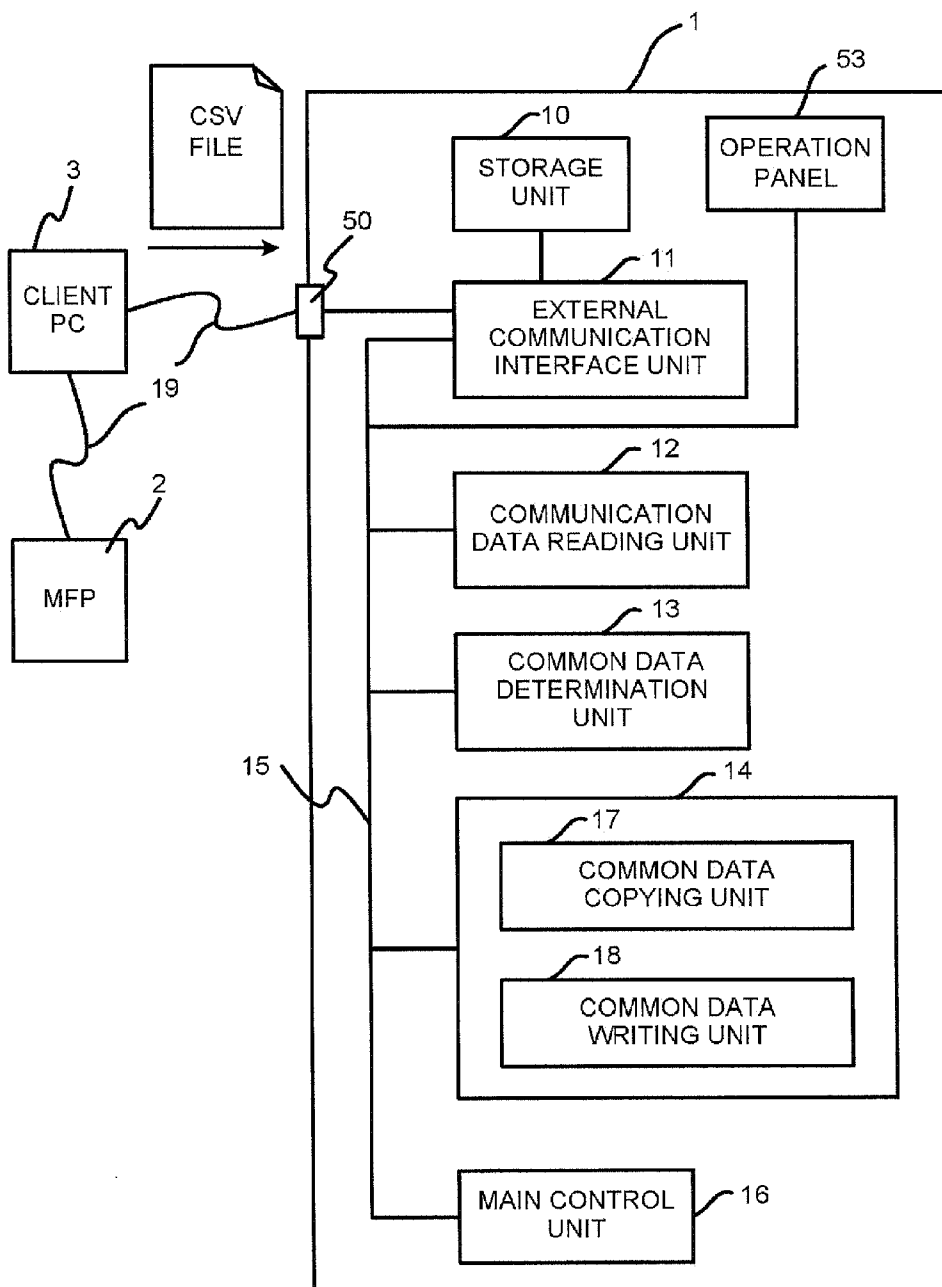 1
53
CSV
FILE
10
STORAGE
UNIT
OPERATION
PANEL
3
50
11
CLIENT
PC
EXTERNAL
COMMUNICATION
INTERFACE UNIT
19
2
12
COMMUNICATION
DATA READING UNIT
MFP
13
COMMON DATA
DETERMINATION
UNIT
15
14
17
COMMON DATA
COPYING UNIT
18
COMMON DATA
WRITING UNIT
MAIN CONTROL
UNIT
16